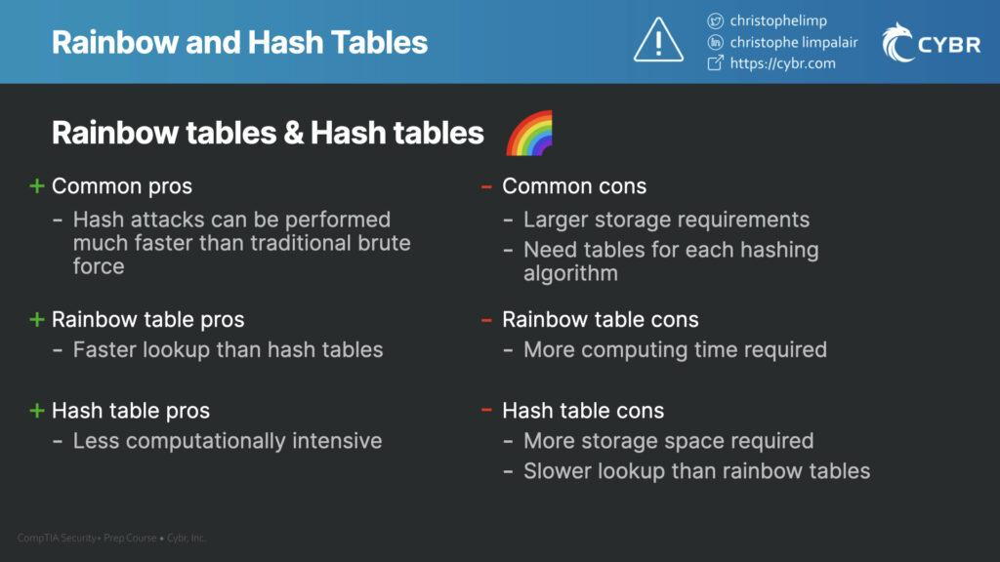 Rainbow and Hash Tables
christophelimp
christophe limpalair
https://cybr.com
CYBR
Rainbow tables & Hash tables
+ Common pros
- Hash attacks can be performed
much faster than traditional brute
force
+ Rainbow table pros
- Faster lookup than hash tables
+ Hash table pros
- Less computationally intensive
- Common cons
- Larger storage requirements
- Need tables for each hashing
algorithm
- Rainbow table cons
- More computing time required
- Hash table cons
- More storage space required
- Slower lookup than rainbow tables
CompTIA Security+ Prep Course • Cybr, Inc.